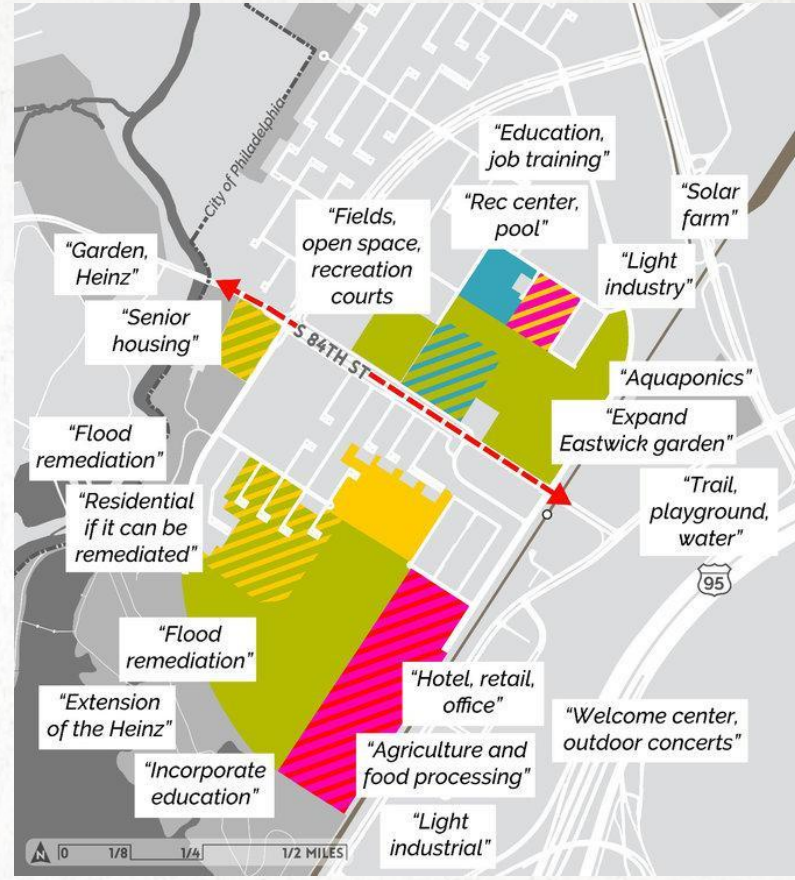 City of Philadelphia
“Education,
job training”
“Solar
farm”
“Rec center,
pool”
“Fields,
open space,
recreation
courts
“Garden,
Heinz”
“Light
industry”
“Senior
housing”
S 84TH ST
“Aquaponics”
“Expand
Eastwick garden”
“Flood
remediation”
“Trail,
playground,
water”
“Residential
if it can be
remediated”
95
“Flood
remediation”
“Hotel, retail,
office”
“Extension
of the Heinz”
“Welcome center,
outdoor concerts”
“Agriculture and
food processing”
“Incorporate
education”
“Light
industrial”
N 0 1/8 1/4 1/2 MILES